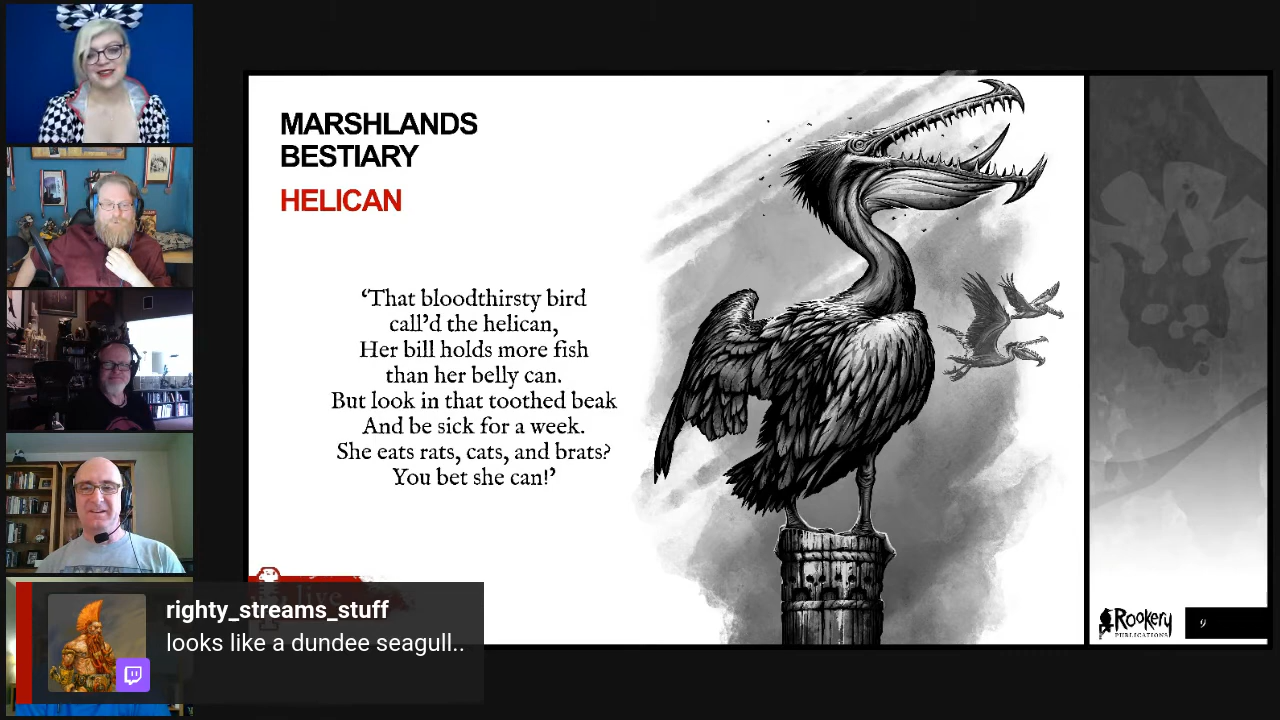 MARSHLANDS
BESTIARY
HELICAN
‘That bloodthirsty bird
call’d the helican,
Her bill holds more fish
than her belly can.
But look in that toothed beak
And be sick for a week.
She eats rats, cats, and brats?
You bet she can!’
live
righty_streams_stuff
looks like a dundee seagull..
Rookery
PUBLICATIONS
9